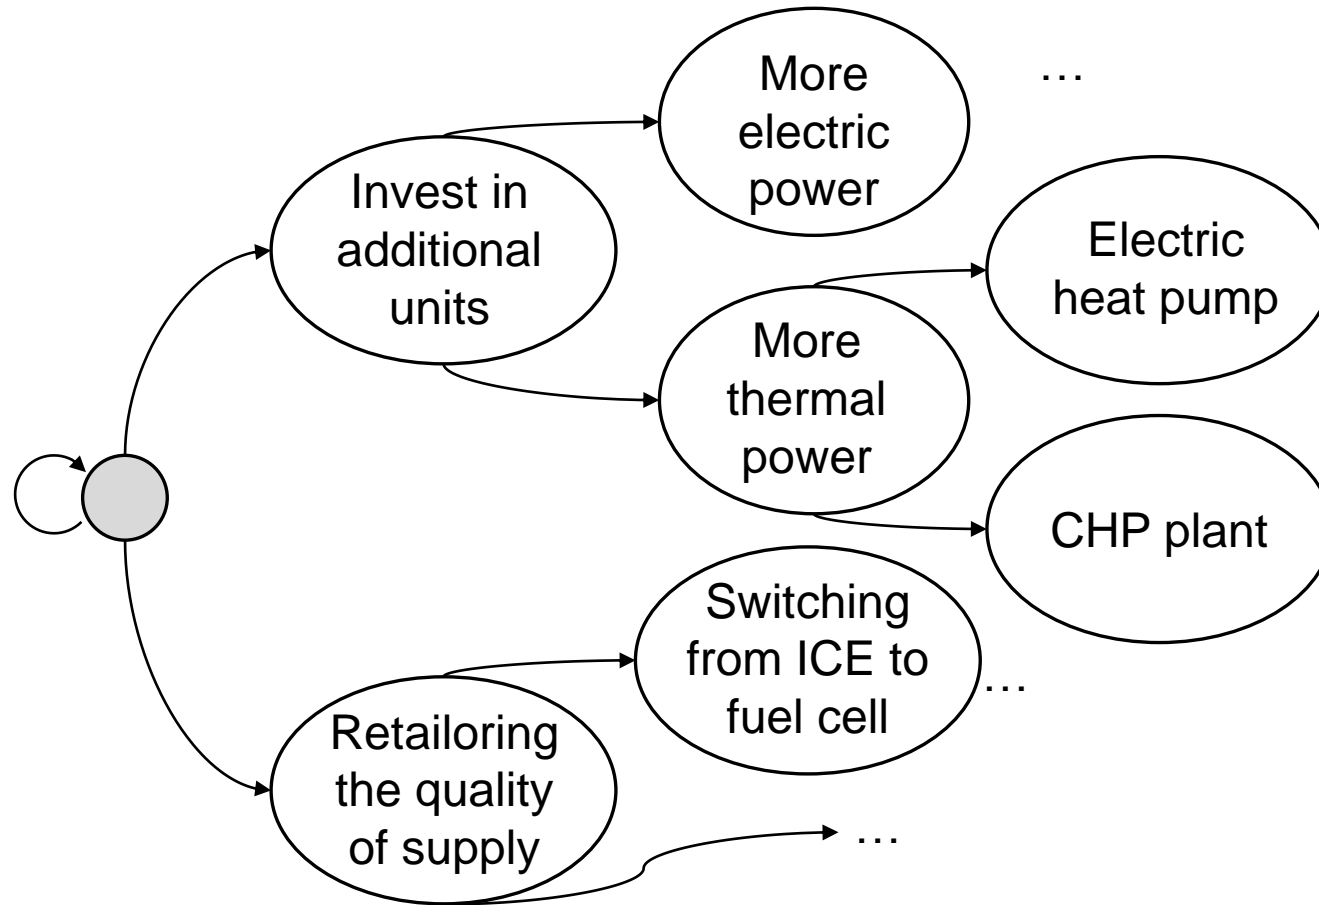 More
electric
power
…
Invest in
additional
units
Electric
heat pump
More
thermal
power
CHP plant
Switching
from ICE to
fuel cell
…
Retailoring
the quality
of supply
…